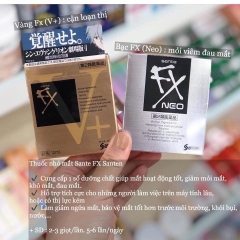 Vàng Fx (V+) : cận loạn thị
Bạc FX (Neo) : mỏi viêm đau mắt
覚醒せよ。
sante
FX
V+
sante
FX
NEO
Thuốc nhỏ mắt Sante FX Santen
Cung cấp 1 số dưỡng chất giúp mắt hoạt động tốt, giảm mỏi mắt,
khô mắt, đau mắt.
Hỗ trợ tích cực cho những người làm việc trên máy tính lâu,
hoặc có thị lực kém
Làm giảm ngứa mắt, bảo vệ mắt tốt hơn trước môi trường, khói bụi,
nước,...
+ Sd : 2-3 giọt/lần. 5-6 lần/ngày